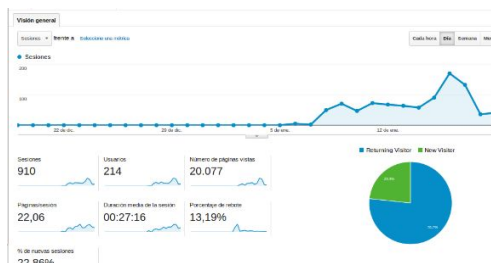 Visión general
Sesiones frente a Seleccione una métrica
Cada hora Día Semana
Sesiones
200
100
22 de dic.
29 de dic.
5 de ene.
12 de ene.
Sesiones
910
Usuarios
214
Número de páginas vistas
20.077
Returning Visitor New Visitor
Páginas/sesión
22,06
Duración media de la sesión
00:27:16
Porcentaje de rebote
13,19%
% de nuevas sesiones
22,86%